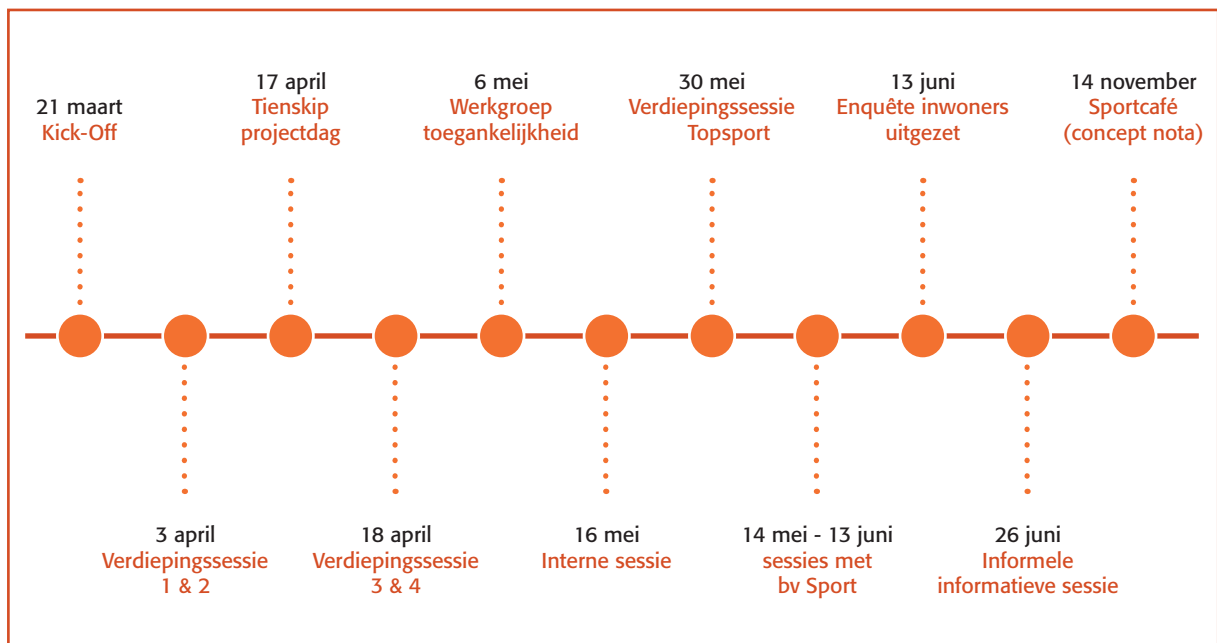 21 maart
Kick-Off
17 april
Tienskip
projectdag
6 mei
Werkgroep
toegankelijkheid
30 mei
Verdiepingssessie
Topsport
13 juni
Enquête inwoners
uitgezet
14 november
Sportcafé
(concept nota)
3 april
Verdiepingssessie
1 & 2
18 april
Verdiepingssessie
3 & 4
16 mei
Interne sessie
14 mei - 13 juni
sessies met
bv Sport
26 juni
Informele
informatieve sessie